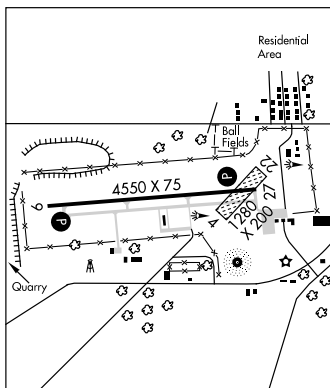 Residential
Area
Ball
Fields
P
22
4550 X 75
27
9
P
4
1280
X 200
Quarry